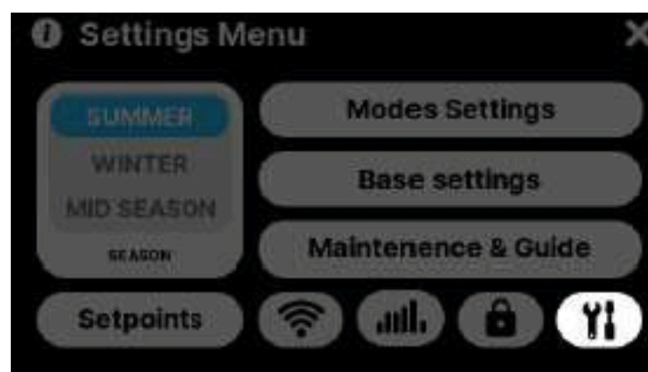 Settings Menu
SUMMER
WINTER
MID SEASON
SEASON
Modes Settings
Base settings
Maintenence & Guide
Setpoints